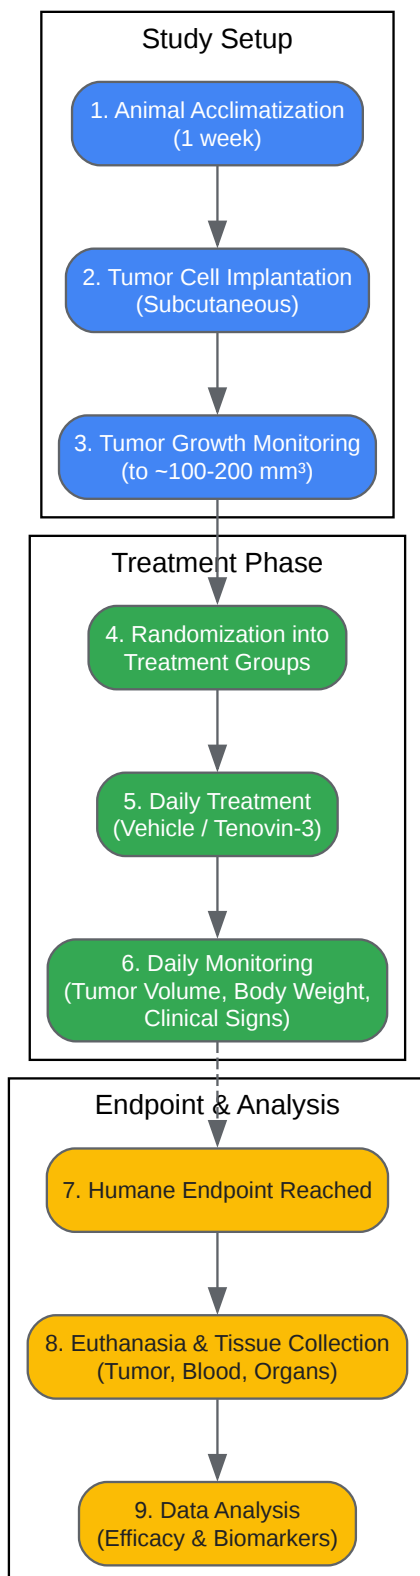 Study Setup
1. Animal Acclimatization
(1 week)
2. Tumor Cell Implantation
(Subcutaneous)
3. Tumor Growth Monitoring
(to ~100-200 mm³)
Treatment Phase
4. Randomization into
Treatment Groups
5. Daily Treatment
(Vehicle / Tenovin-3)
6. Daily Monitoring
(Tumor Volume, Body Weight,
Clinical Signs)
Endpoint & Analysis
7. Humane Endpoint Reached
8. Euthanasia & Tissue Collection
(Tumor, Blood, Organs)
9. Data Analysis
(Efficacy & Biomarkers)